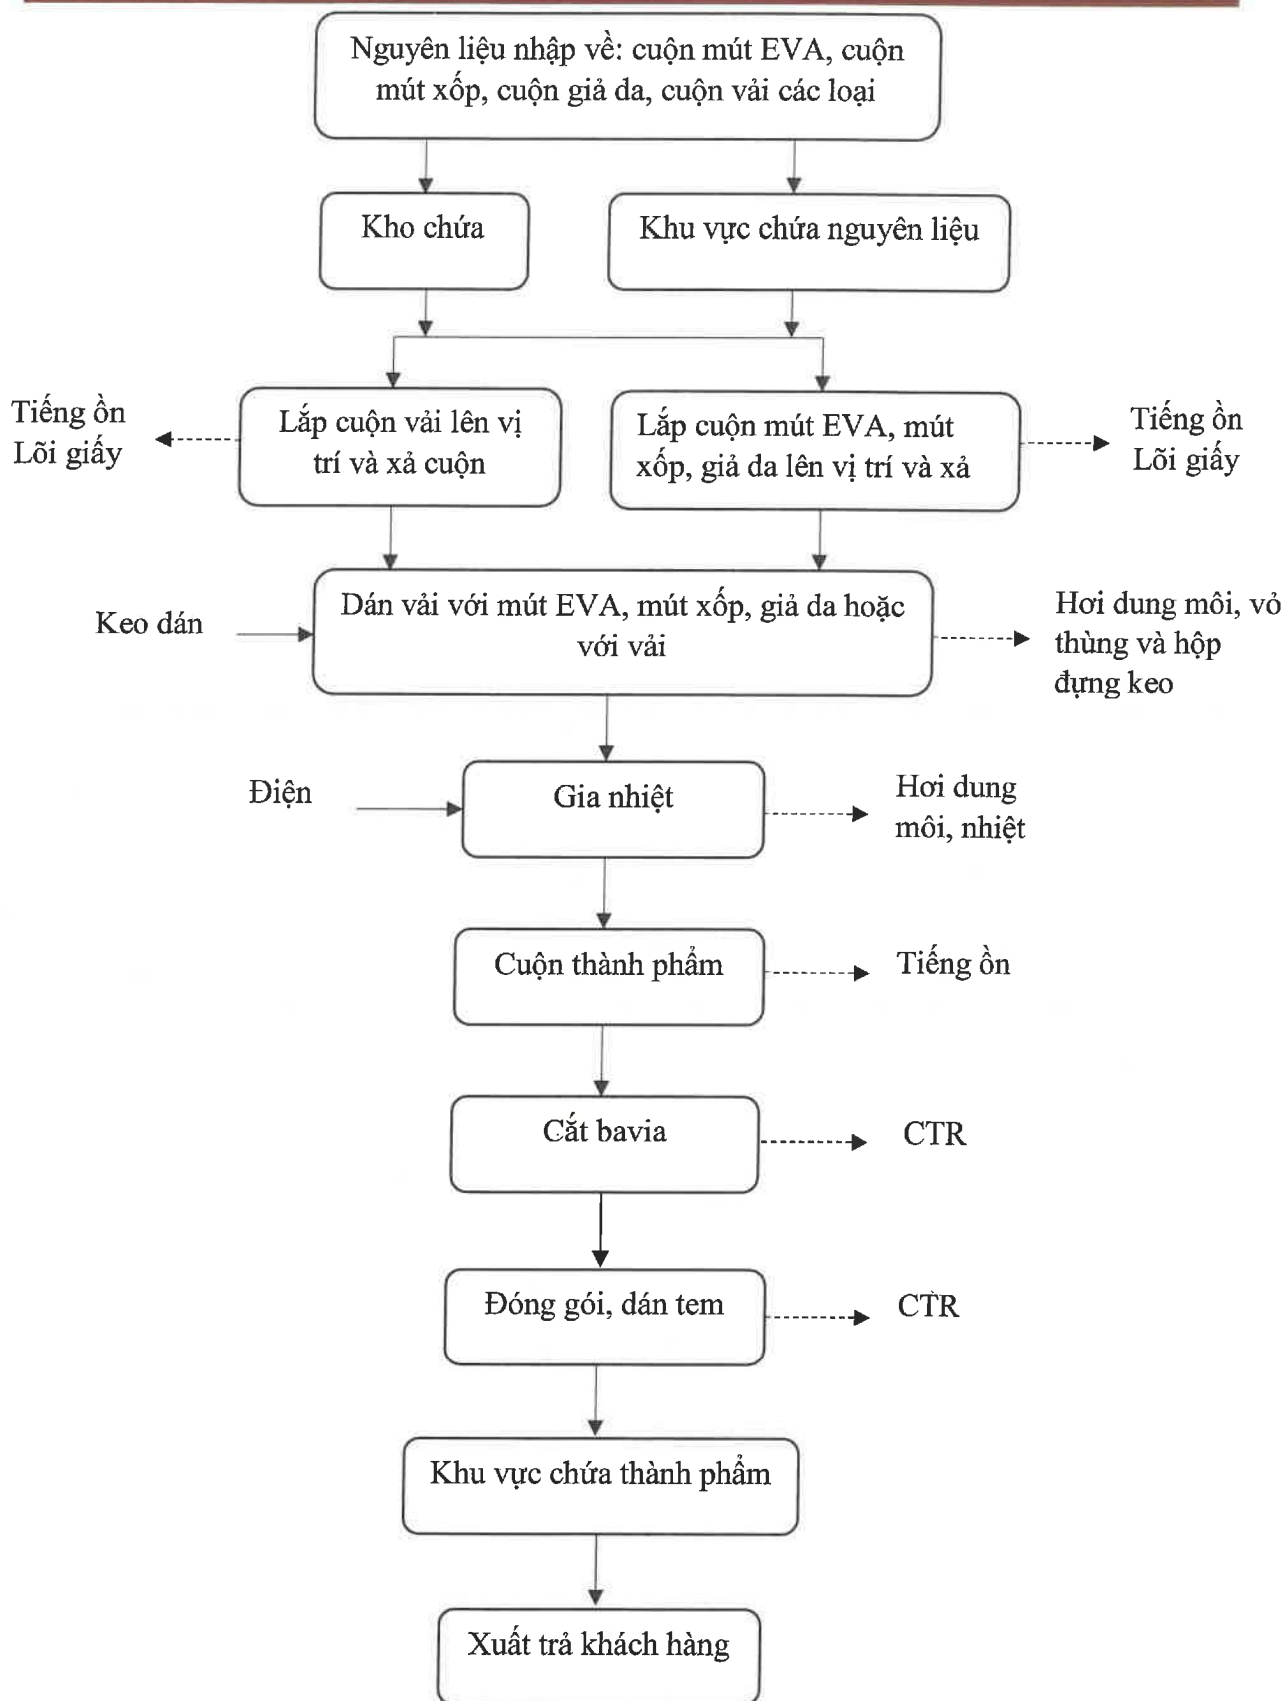 Nguyên liệu nhập về: cuộn mút EVA, cuộn
mút xốp, cuộn giả da, cuộn vải các loại
Kho chứa
Khu vực chứa nguyên liệu
Tiếng ồn
Lõi giấy
Lắp cuộn vải lên vị
trí và xả cuộn
Lắp cuộn mút EVA, mút
xốp, giả da lên vị trí và xả
Tiếng ồn
Lõi giấy
Keo dán
Dán vải với mút EVA, mút xốp, giả da hoặc
với vải
Hơi dung môi, vỏ
thùng và hộp
đựng keo
Điện
Gia nhiệt
Hơi dung
môi, nhiệt
Cuộn thành phẩm
Tiếng ồn
Cắt bavia
CTR
Đóng gói, dán tem
CTR
Khu vực chứa thành phẩm
Xuất trả khách hàng